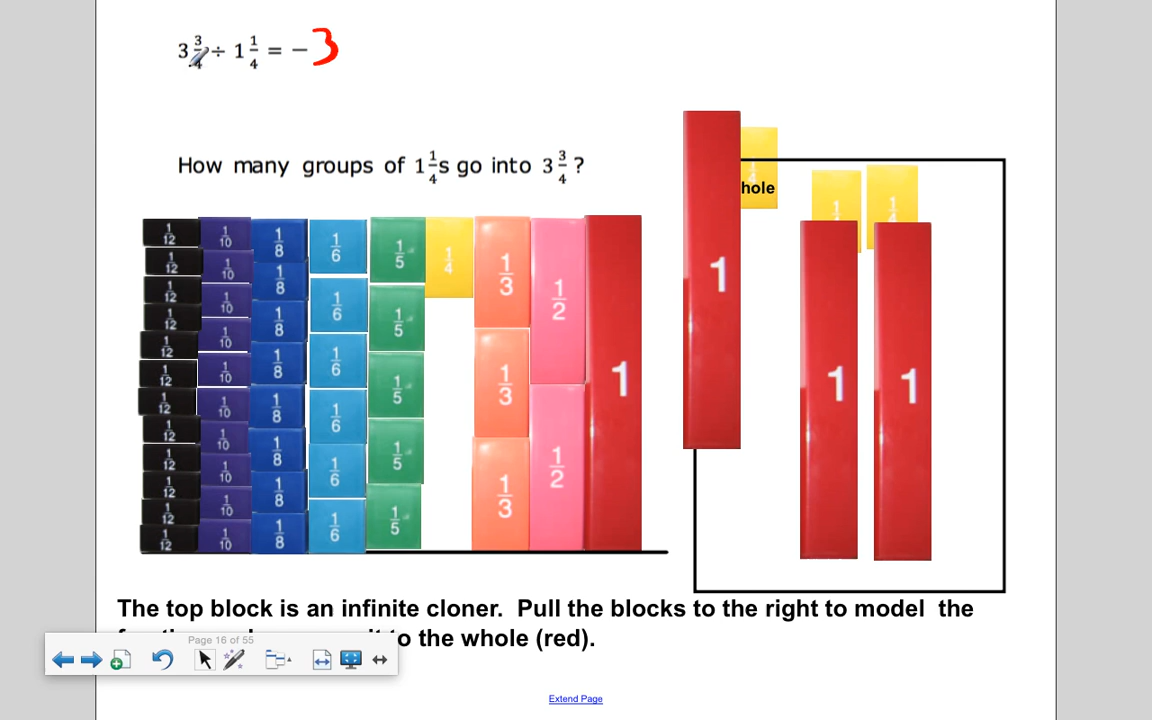 3 3/4 ÷ 1 1/4 = − 3
How many groups of 1 1/4 s go into 3 3/4 ?
hole
1/12 1/10 1/8 1/6 1/5 1/4 1/3 1/2 1
1/12 1/10 1/8 1/6 1/5 1/3 1/2
1/12 1/10 1/8 1/6 1/5 1/3
1/12 1/10 1/8 1/6 1/5
1/12 1/10 1/8 1/6 1/5
1/12 1/10 1/8 1/6
1/12 1/10 1/8
1/12 1/10 1/8
1/12 1/10
1/12 1/10
1/12
1/12
1
1 1
The top block is an infinite cloner. Pull the blocks to the right to model the
to the whole (red).
Page 16 of 55
Extend Page